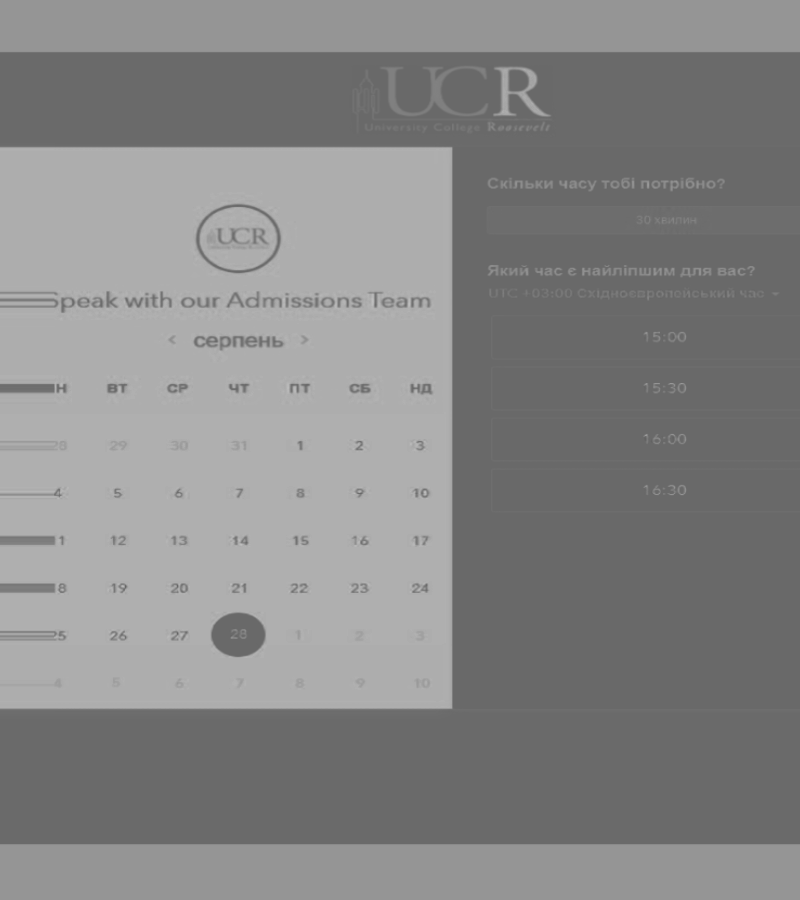 UCR
University College Roosevelt
UCR
Speak with our Admissions Team
< серпень >
Н ВТ СР ЧТ ПТ СБ НД
28 29 30 31 1 2 3
4 5 6 7 8 9 10
1 12 13 14 15 16 17
8 19 20 21 22 23 24
5 26 27 28 1 2 3
4 5 6 7 8 9 10
Скільки часу тобі потрібно?
30 хвилин
Який час є найліпшим для вас?
UTC +03:00 Східноєвропейський час
15:00
15:30
16:00
16:30